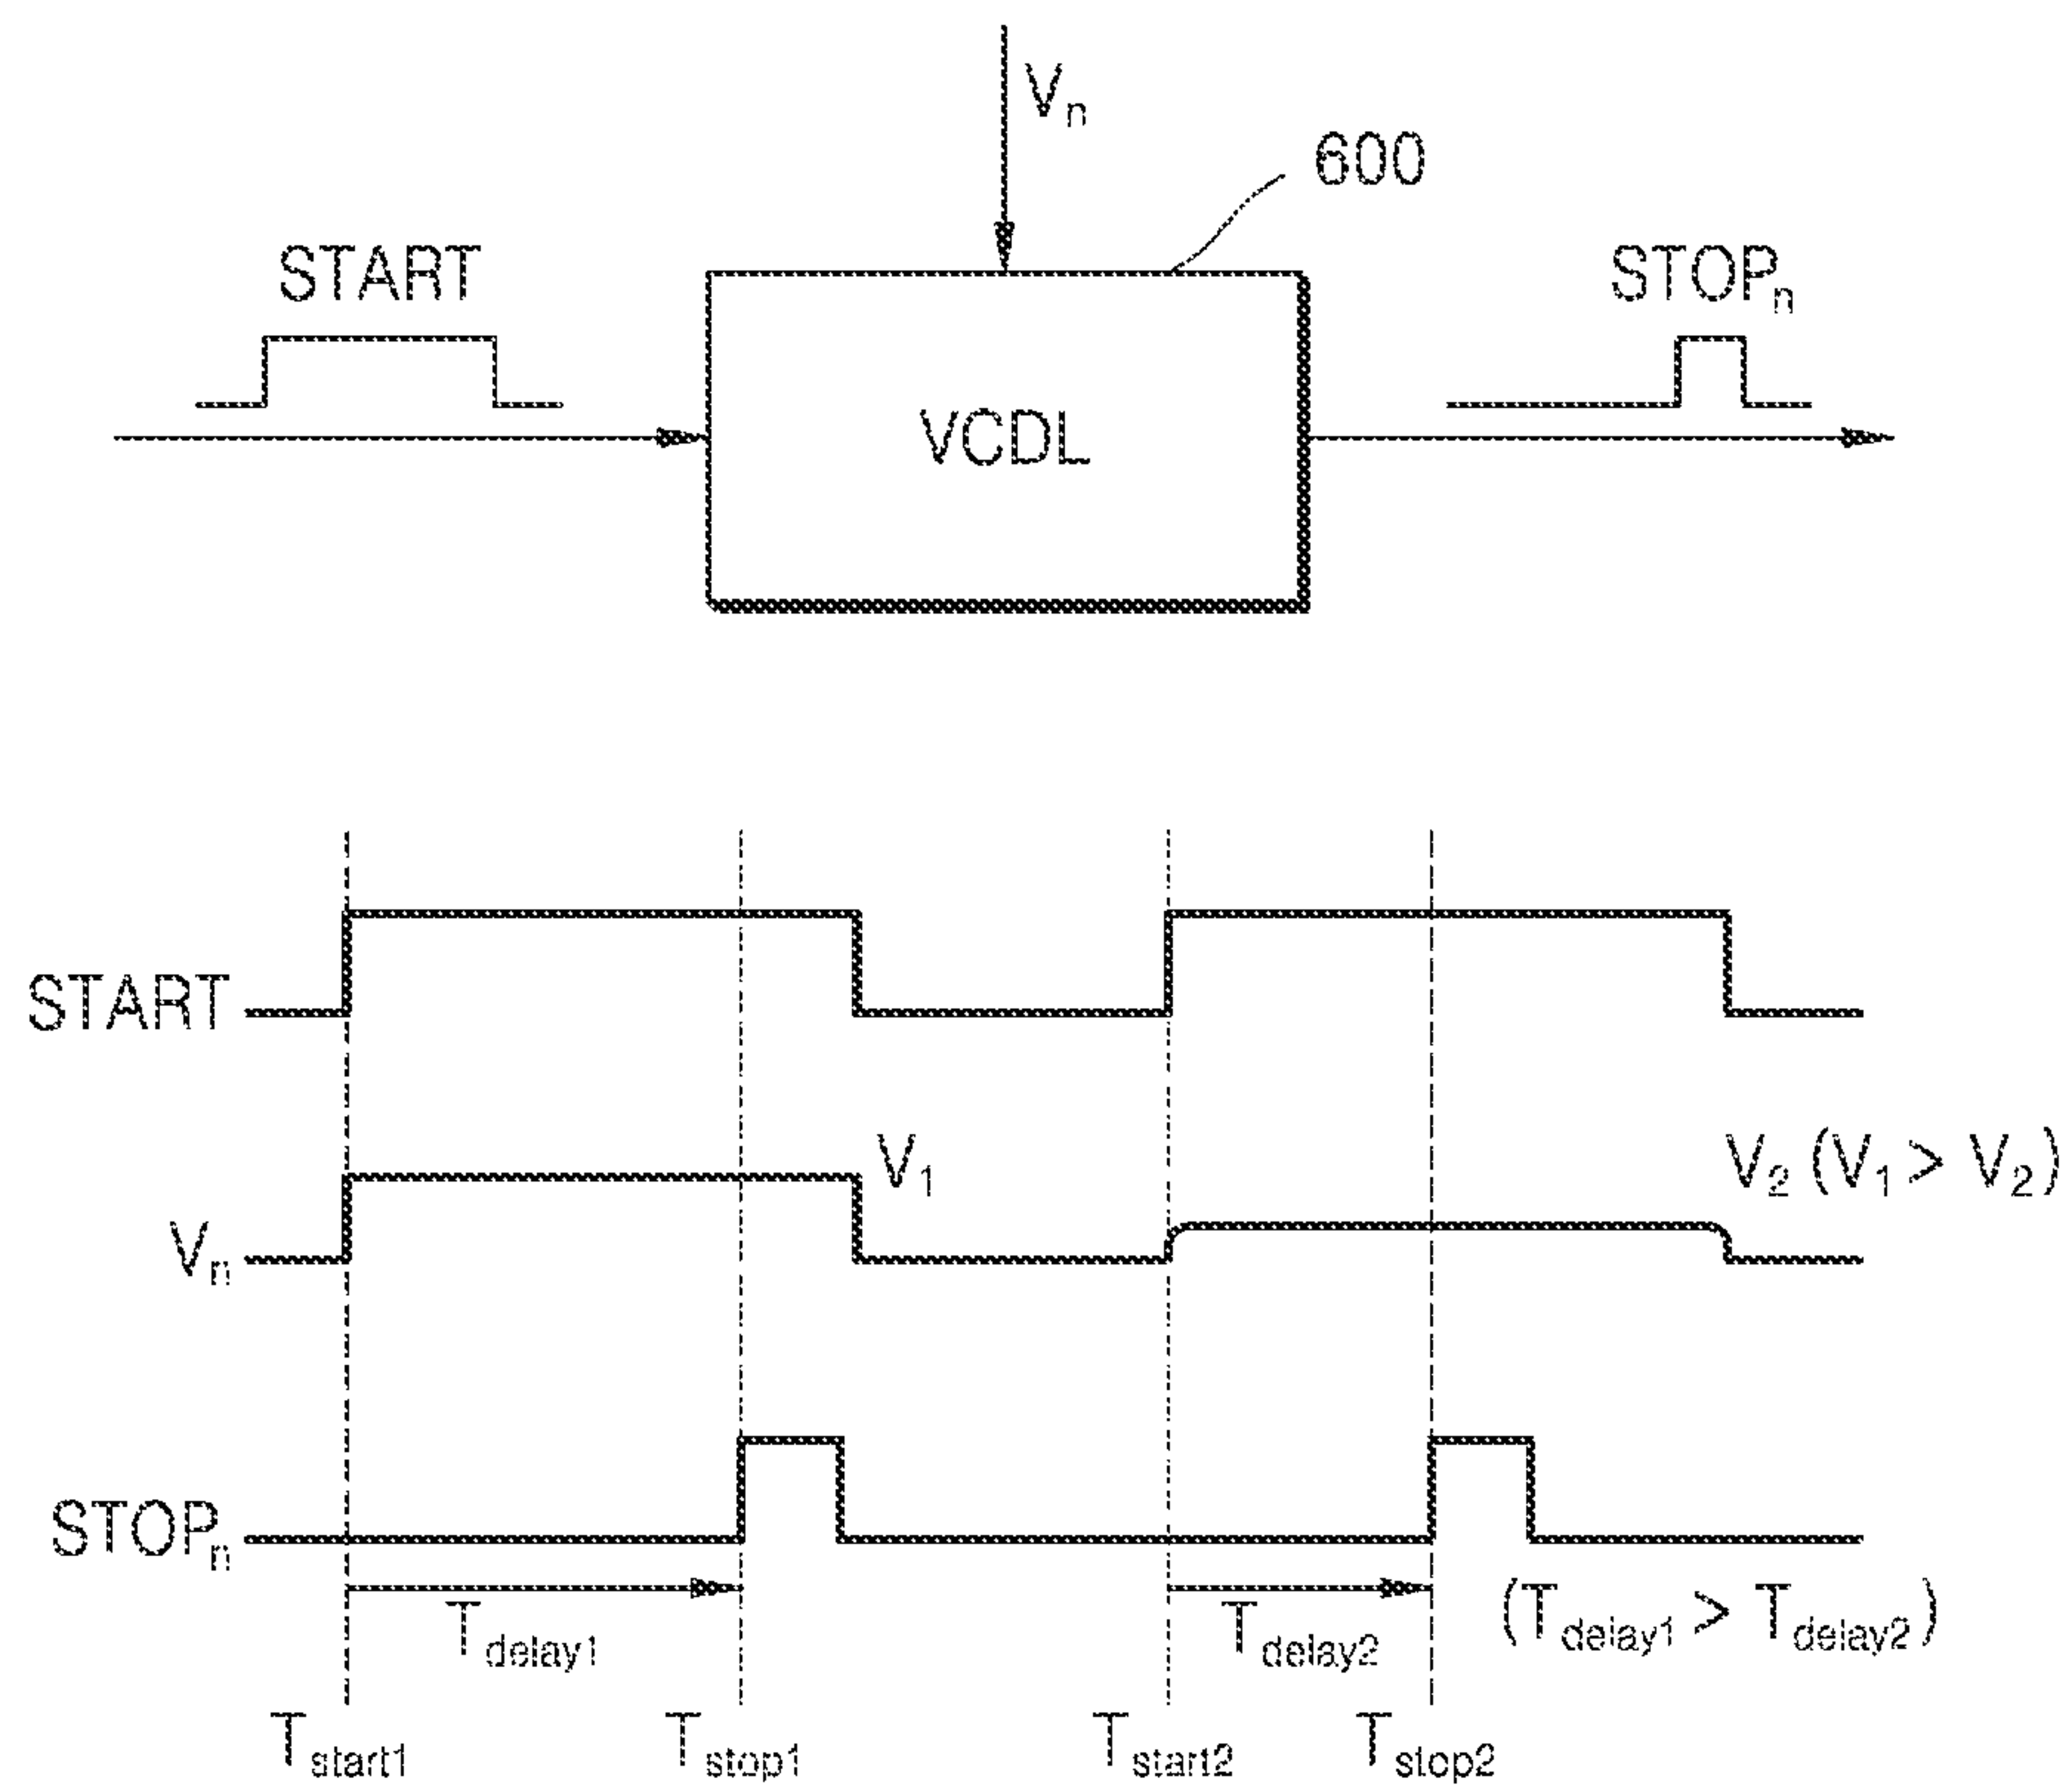 Vn
600
START
STOPn
VCDL
START
V1
V2 (V1 > V2)
Vn
STOPn
Tdelay1
Tdelay2
(Tdelay1 > Tdelay2)
Tstart1
Tstop1
Tstart2
Tstop2